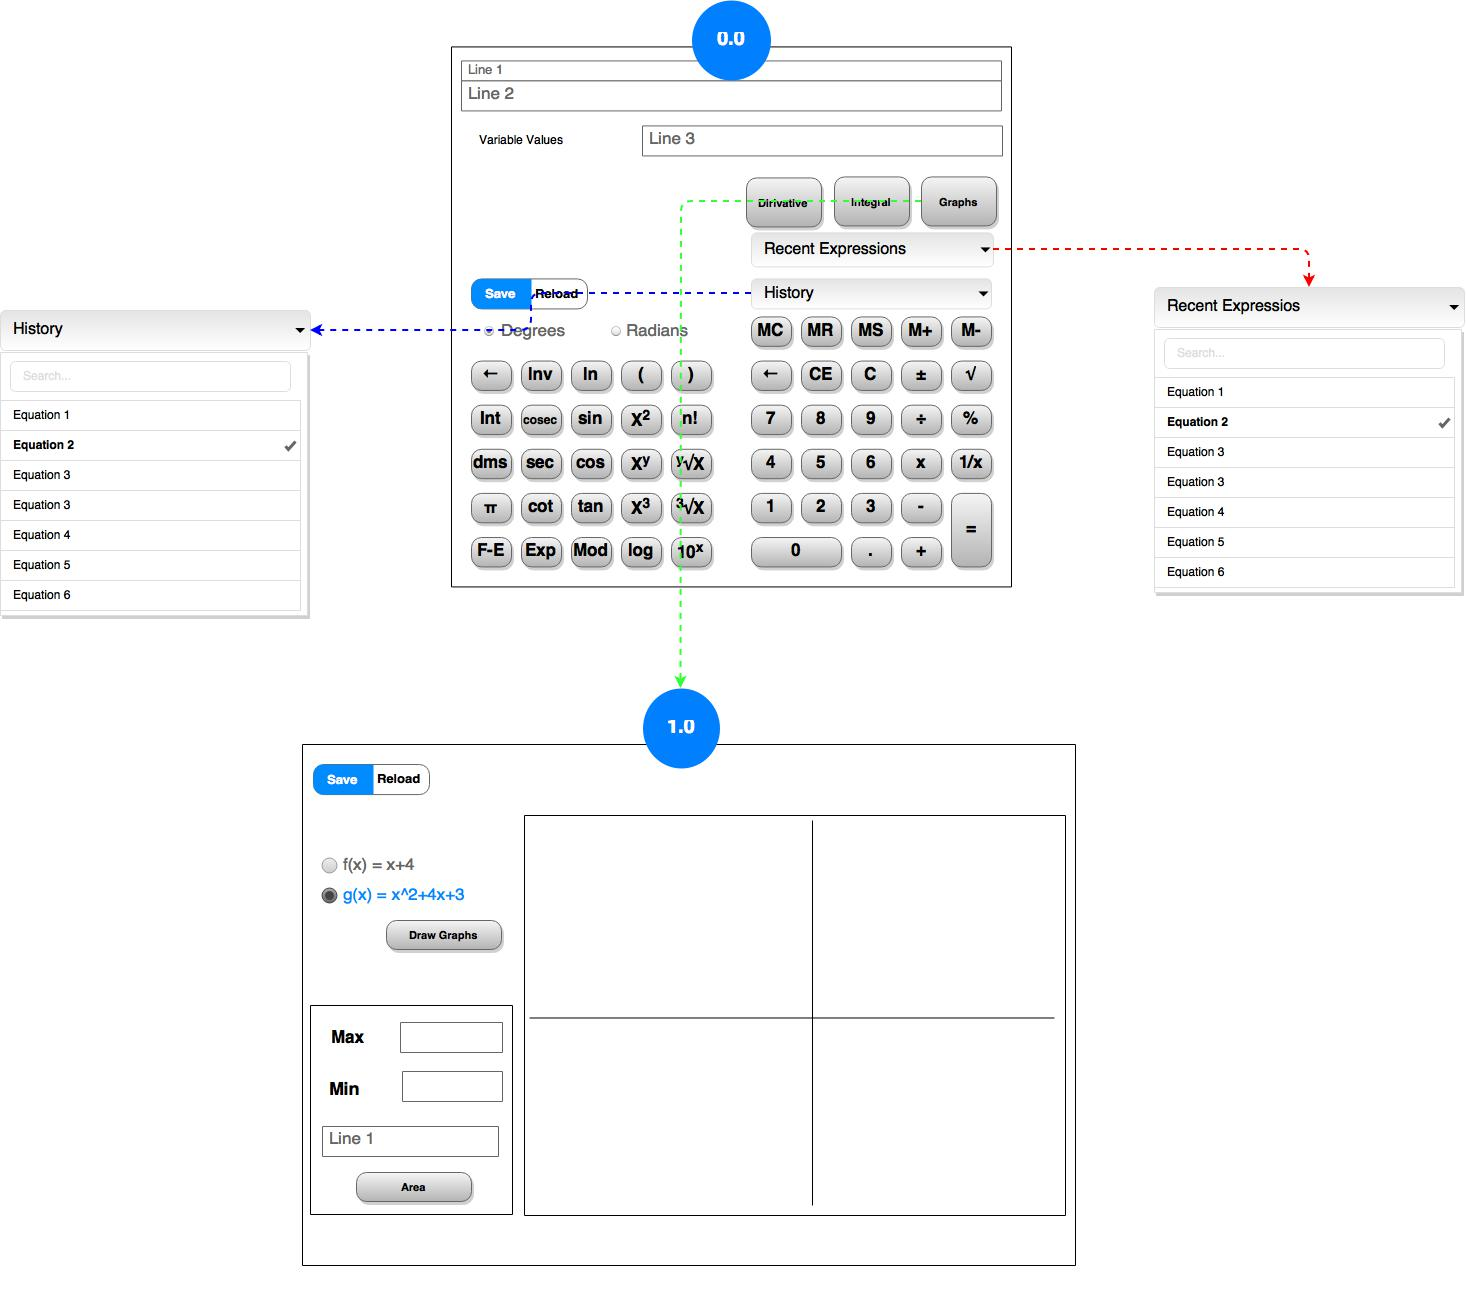 0.0
Line 1
Line 2
Variable Values
Line 3
Dirivative Integral Graphs
Recent Expressions
Save Reload
History
Degrees Radians
MC MR MS M+ M-
← Inv In ( )
← CE C ± √
Int cosec sin X² n!
7 8 9 ÷ %
dms sec cos Xʸ ʸ√X
4 5 6 x 1/x
π cot tan X³ ³√X
1 2 3 - =
F-E Exp Mod log 10ˣ
0 . +
History
Search...
Equation 1
Equation 2
Equation 3
Equation 3
Equation 4
Equation 5
Equation 6
Recent Expressios
Search...
Equation 1
Equation 2
Equation 3
Equation 3
Equation 4
Equation 5
Equation 6
1.0
Save Reload
f(x) = x+4
g(x) = x^2+4x+3
Draw Graphs
Max
Min
Line 1
Area